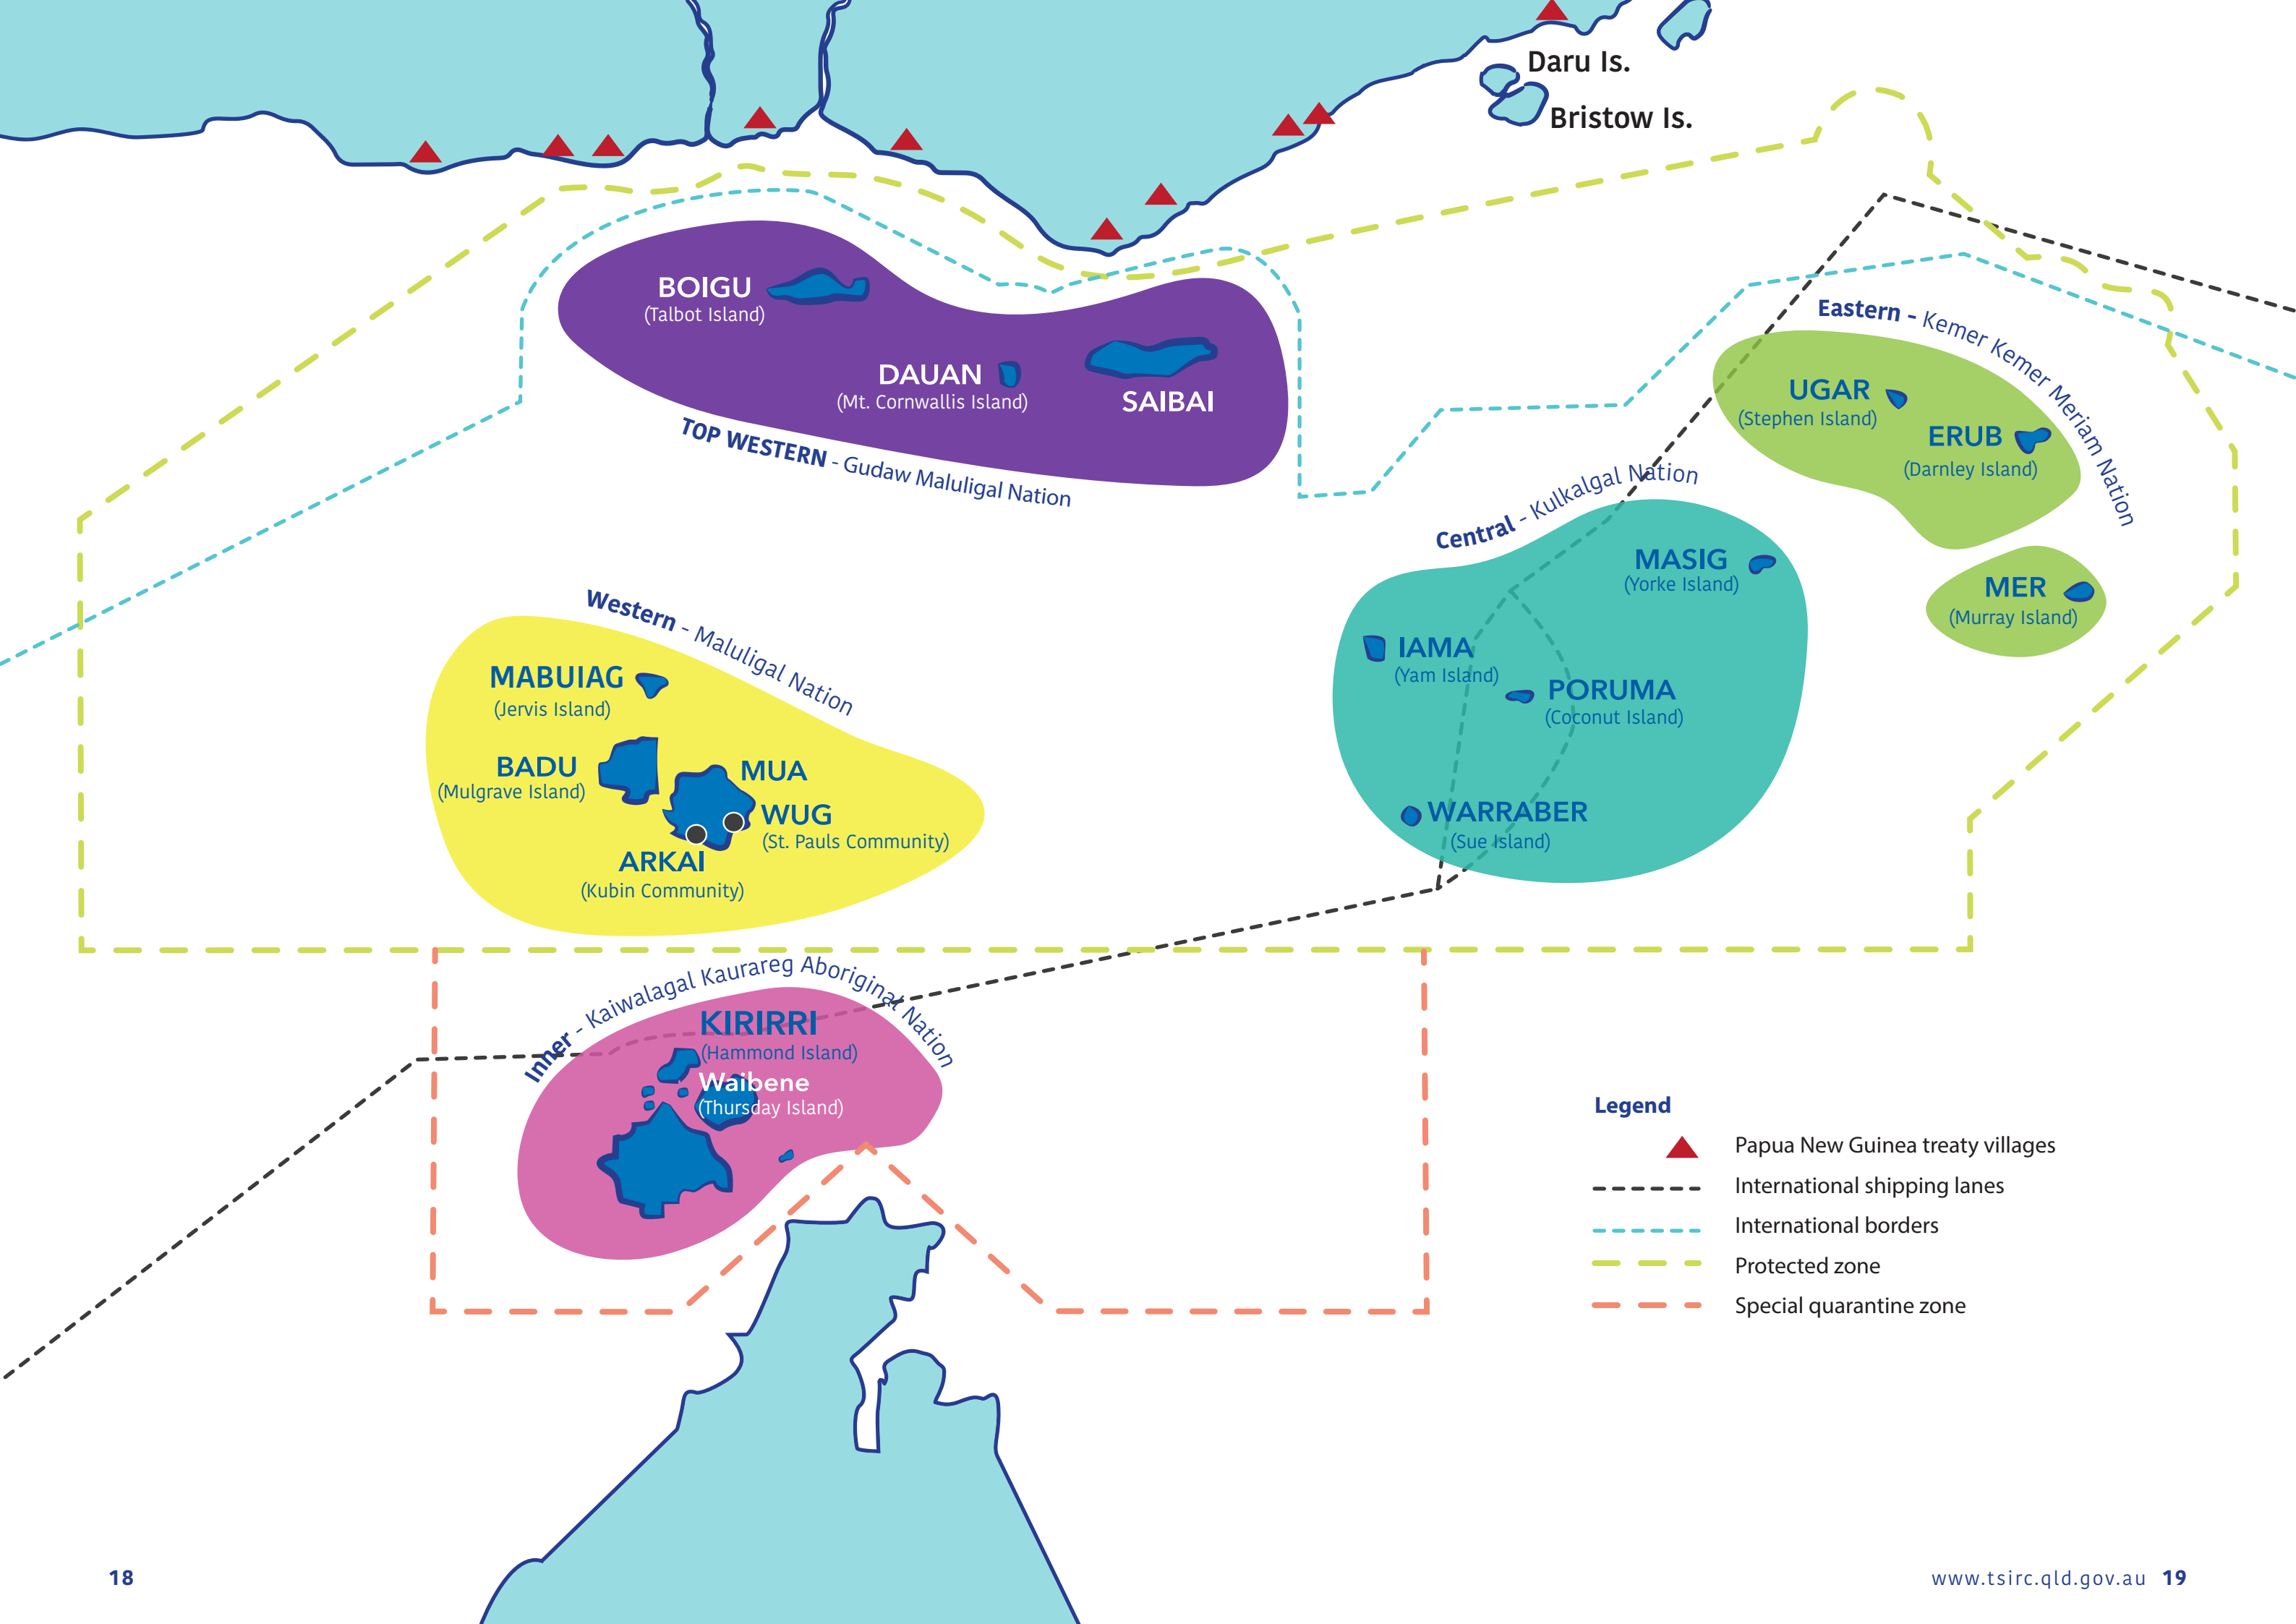 Daru Is.
Bristow Is.
BOIGU
(Talbot Island)
DAUAN
(Mt. Cornwallis Island)
SAIBAI
TOP WESTERN - Gudaw Maluligal Nation
Eastern - Kemer Kemer Meriam Nation
UGAR
(Stephen Island)
ERUB
(Darnley Island)
MER
(Murray Island)
Central - Kulkalgal Nation
MASIG
(Yorke Island)
IAMA
(Yam Island)
PORUMA
(Coconut Island)
WARRABER
(Sue Island)
Western - Maluligal Nation
MABUIAG
(Jervis Island)
BADU
(Mulgrave Island)
MUA
WUG
(St. Pauls Community)
ARKAI
(Kubin Community)
Inner - Kaiwalagal Kaurareg Aboriginal Nation
KIRIRRI
(Hammond Island)
Waibene
(Thursday Island)
Legend
Papua New Guinea treaty villages
International shipping lanes
International borders
Protected zone
Special quarantine zone
18
www.tsirc.qld.gov.au 19